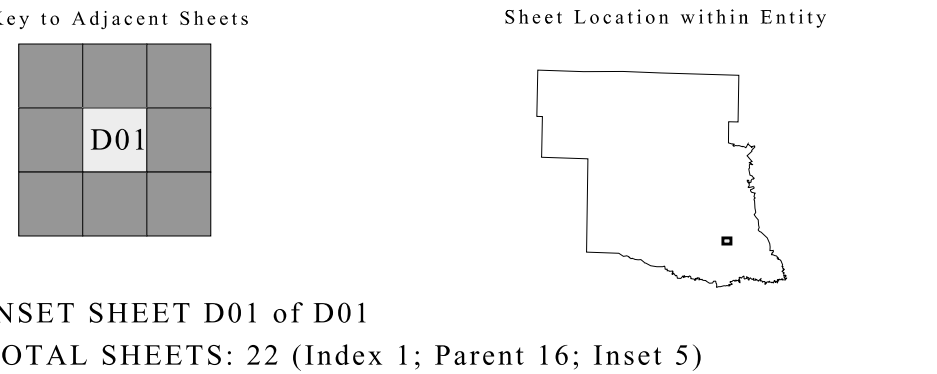 Key to Adjacent Sheets
Sheet Location within Entity
D01
NSET SHEET D01 of D01
OTAL SHEETS: 22 (Index 1; Parent 16; Inset 5)